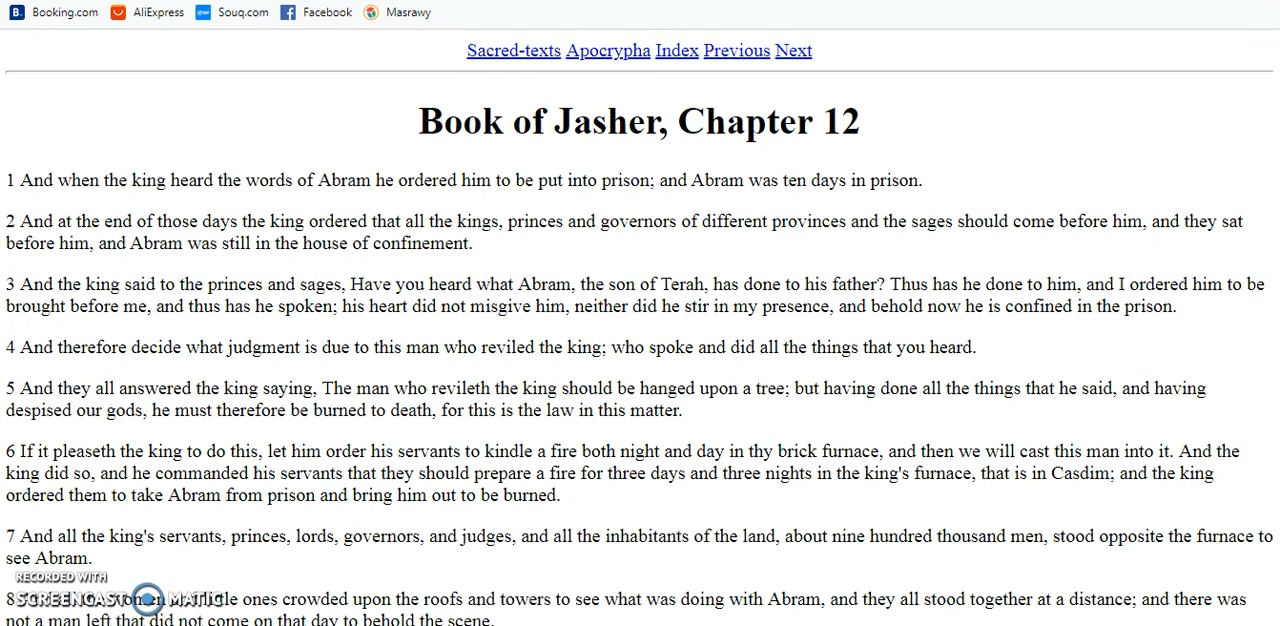 B. Booking.com AliExpress Souq.com Facebook Masrawy
Sacred-texts Apocrypha Index Previous Next
Book of Jasher, Chapter 12
1 And when the king heard the words of Abram he ordered him to be put into prison; and Abram was ten days in prison.
2 And at the end of those days the king ordered that all the kings, princes and governors of different provinces and the sages should come before him, and they sat
before him, and Abram was still in the house of confinement.
3 And the king said to the princes and sages, Have you heard what Abram, the son of Terah, has done to his father? Thus has he done to him, and I ordered him to be
brought before me, and thus has he spoken; his heart did not misgive him, neither did he stir in my presence, and behold now he is confined in the prison.
4 And therefore decide what judgment is due to this man who reviled the king; who spoke and did all the things that you heard.
5 And they all answered the king saying, The man who revileth the king should be hanged upon a tree; but having done all the things that he said, and having
despised our gods, he must therefore be burned to death, for this is the law in this matter.
6 If it pleaseth the king to do this, let him order his servants to kindle a fire both night and day in thy brick furnace, and then we will cast this man into it. And the
king did so, and he commanded his servants that they should prepare a fire for three days and three nights in the king's furnace, that is in Casdim; and the king
ordered them to take Abram from prison and bring him out to be burned.
7 And all the king's servants, princes, lords, governors, and judges, and all the inhabitants of the land, about nine hundred thousand men, stood opposite the furnace to
see Abram.
RECORDED WITH
SCREENCAST MATIC
8 ones crowded upon the roofs and towers to see what was doing with Abram, and they all stood together at a distance; and there was
not a man left that did not come on that day to behold the scene.